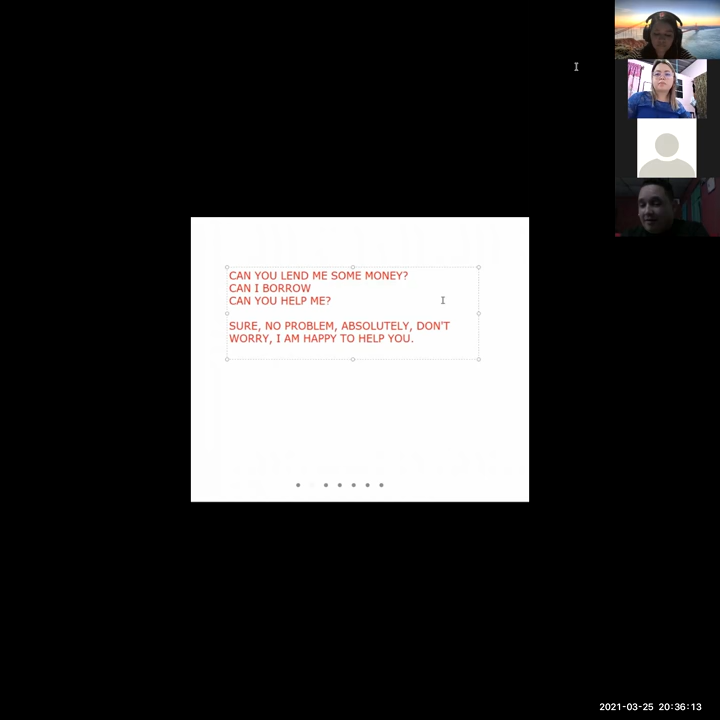 CAN YOU LEND ME SOME MONEY?
CAN I BORROW
CAN YOU HELP ME?
SURE, NO PROBLEM, ABSOLUTELY, DON'T
WORRY, I AM HAPPY TO HELP YOU.
2021-03-25 20:36:13